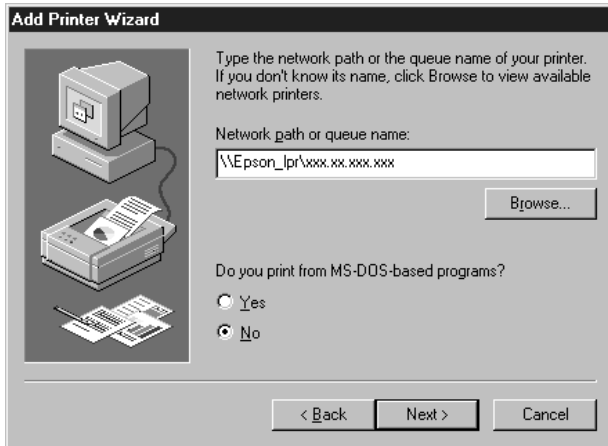 Add Printer Wizard
Type the network path or the queue name of your printer.
If you don't know its name, click Browse to view available
network printers.
Network path or queue name:
\\Epson_lpr\xxx.xx.xxx.xxx
Browse...
Do you print from MS-DOS-based programs?
Yes
No
< Back
Next >
Cancel